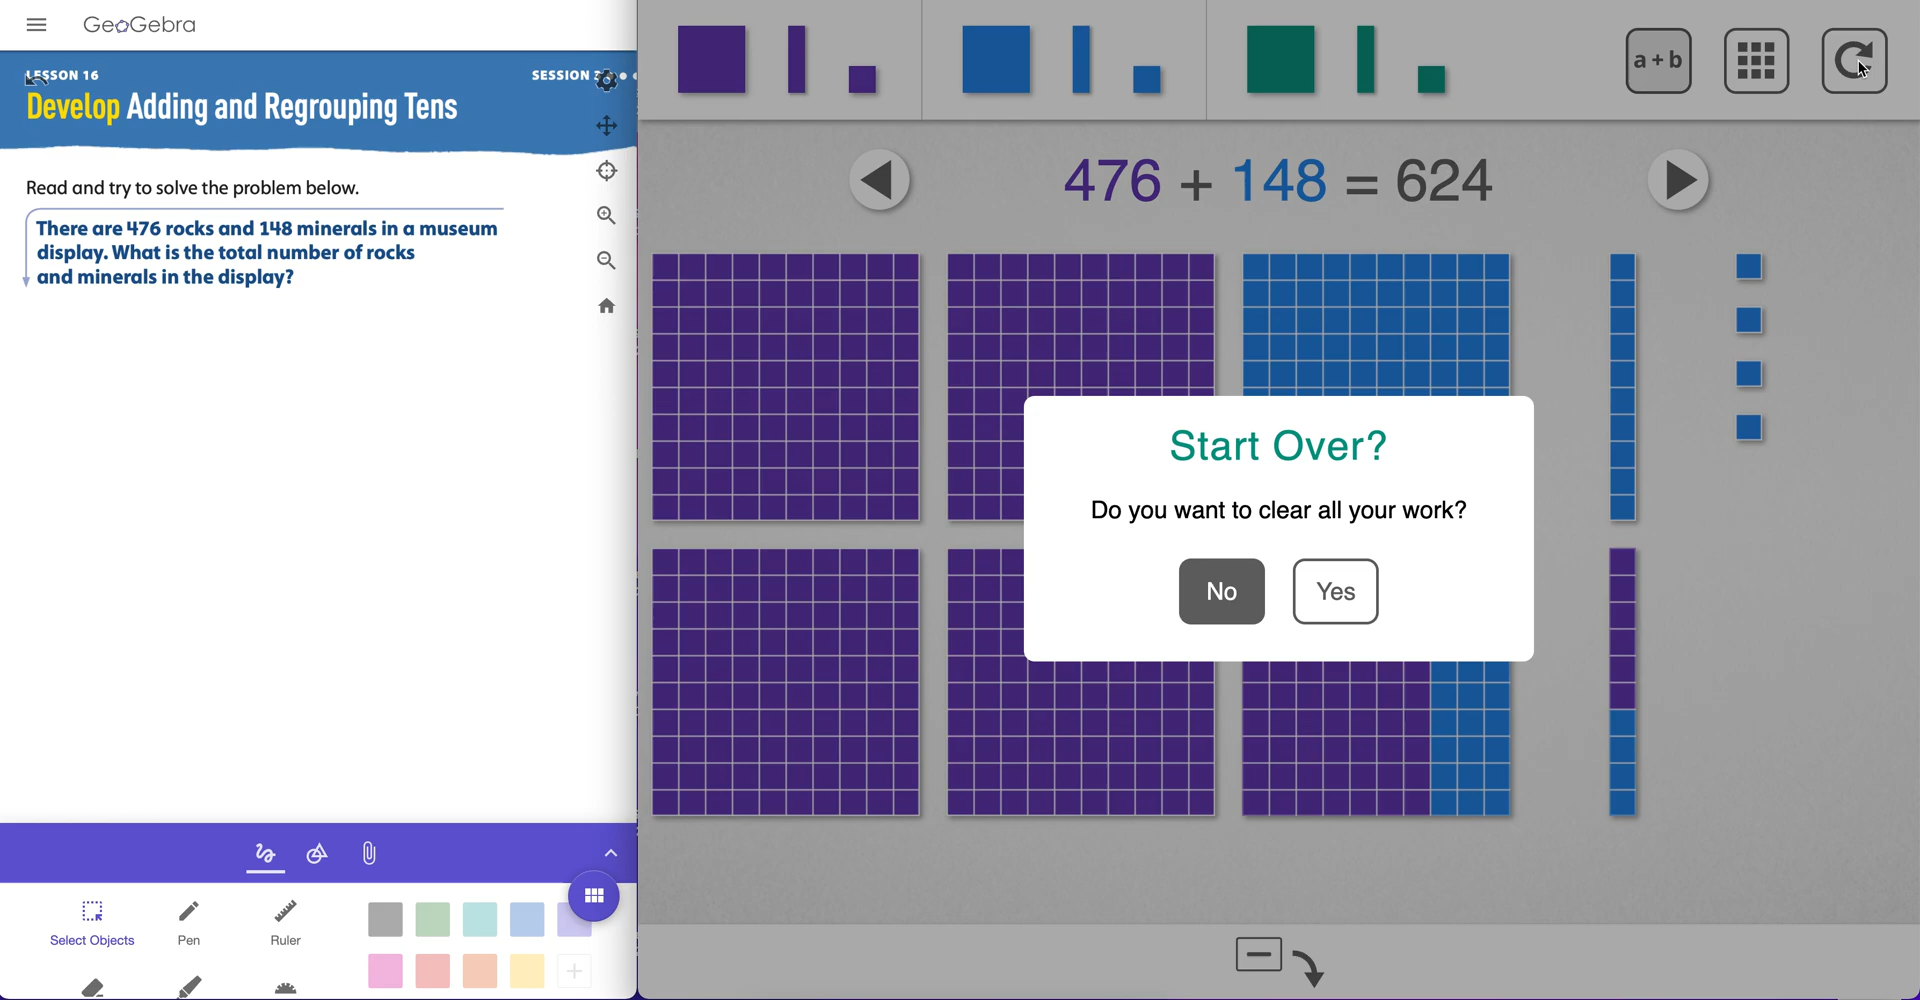 GeoGebra
LESSON 16
SESSION
Develop Adding and Regrouping Tens
Read and try to solve the problem below.
There are 476 rocks and 148 minerals in a museum
display. What is the total number of rocks
and minerals in the display?
Select Objects
Pen
Ruler
a + b
476 + 148 = 624
Start Over?
Do you want to clear all your work?
No
Yes